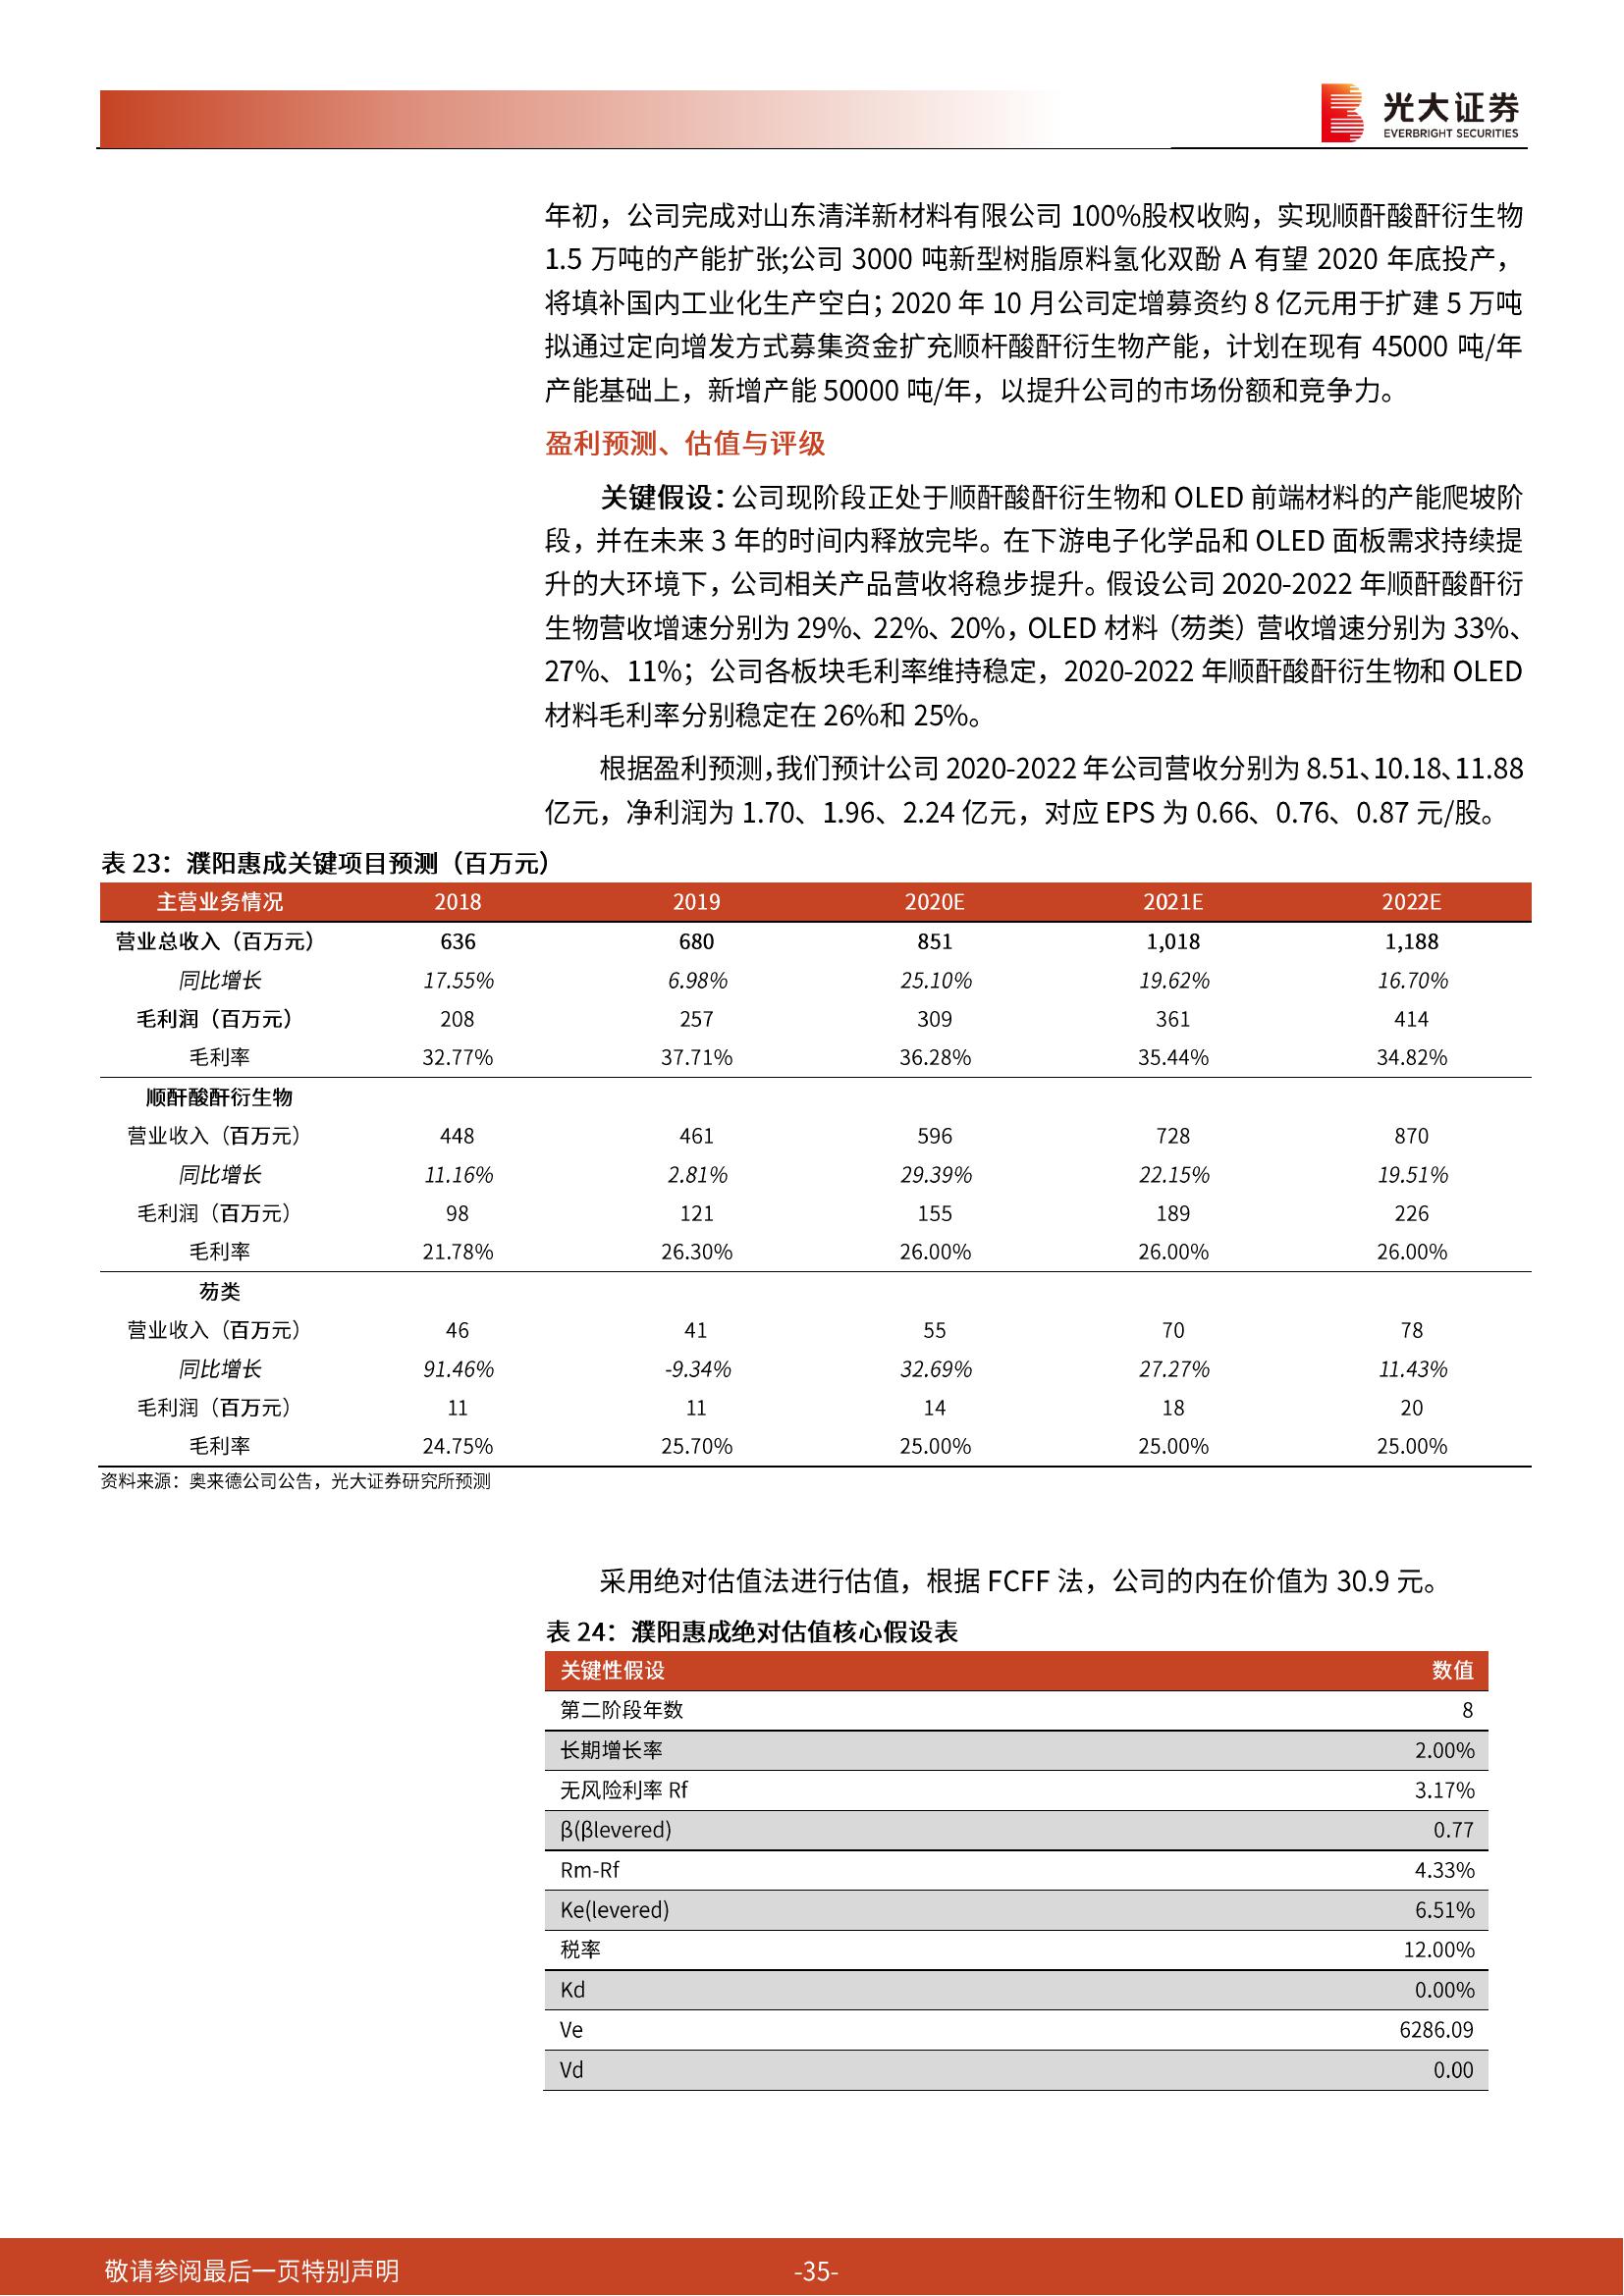 光大证券
EVERBRIGHT SECURITIES
年初，公司完成对山东清洋新材料有限公司 100%股权收购，实现顺酐酸酐衍生物
1.5 万吨的产能扩张;公司 3000 吨新型树脂原料氢化双酚 A 有望 2020 年底投产，
将填补国内工业化生产空白；2020 年 10 月公司定增募资约 8 亿元用于扩建 5 万吨
拟通过定向增发方式募集资金扩充顺杆酸酐衍生物产能，计划在现有 45000 吨/年
产能基础上，新增产能 50000 吨/年，以提升公司的市场份额和竞争力。
盈利预测、估值与评级
关键假设：公司现阶段正处于顺酐酸酐衍生物和 OLED 前端材料的产能爬坡阶
段，并在未来 3 年的时间内释放完毕。在下游电子化学品和 OLED 面板需求持续提
升的大环境下，公司相关产品营收将稳步提升。假设公司 2020-2022 年顺酐酸酐衍
生物营收增速分别为 29%、22%、20%，OLED 材料（芴类）营收增速分别为 33%、
27%、11%；公司各板块毛利率维持稳定，2020-2022 年顺酐酸酐衍生物和 OLED
材料毛利率分别稳定在 26%和 25%。
根据盈利预测，我们预计公司 2020-2022 年公司营收分别为 8.51、10.18、11.88
亿元，净利润为 1.70、1.96、2.24 亿元，对应 EPS 为 0.66、0.76、0.87 元/股。
表 23：濮阳惠成关键项目预测（百万元）
主营业务情况 2018 2019 2020E 2021E 2022E
营业总收入（百万元） 636 680 851 1,018 1,188
同比增长 17.55% 6.98% 25.10% 19.62% 16.70%
毛利润（百万元） 208 257 309 361 414
毛利率 32.77% 37.71% 36.28% 35.44% 34.82%
顺酐酸酐衍生物
营业收入（百万元） 448 461 596 728 870
同比增长 11.16% 2.81% 29.39% 22.15% 19.51%
毛利润（百万元） 98 121 155 189 226
毛利率 21.78% 26.30% 26.00% 26.00% 26.00%
芴类
营业收入（百万元） 46 41 55 70 78
同比增长 91.46% -9.34% 32.69% 27.27% 11.43%
毛利润（百万元） 11 11 14 18 20
毛利率 24.75% 25.70% 25.00% 25.00% 25.00%
资料来源：奥来德公司公告，光大证券研究所预测
采用绝对估值法进行估值，根据 FCFF 法，公司的内在价值为 30.9 元。
表 24：濮阳惠成绝对估值核心假设表
关键性假设 数值
第二阶段年数 8
长期增长率 2.00%
无风险利率 Rf 3.17%
β(βlevered) 0.77
Rm-Rf 4.33%
Ke(levered) 6.51%
税率 12.00%
Kd 0.00%
Ve 6286.09
Vd 0.00
敬请参阅最后一页特别声明 -35-